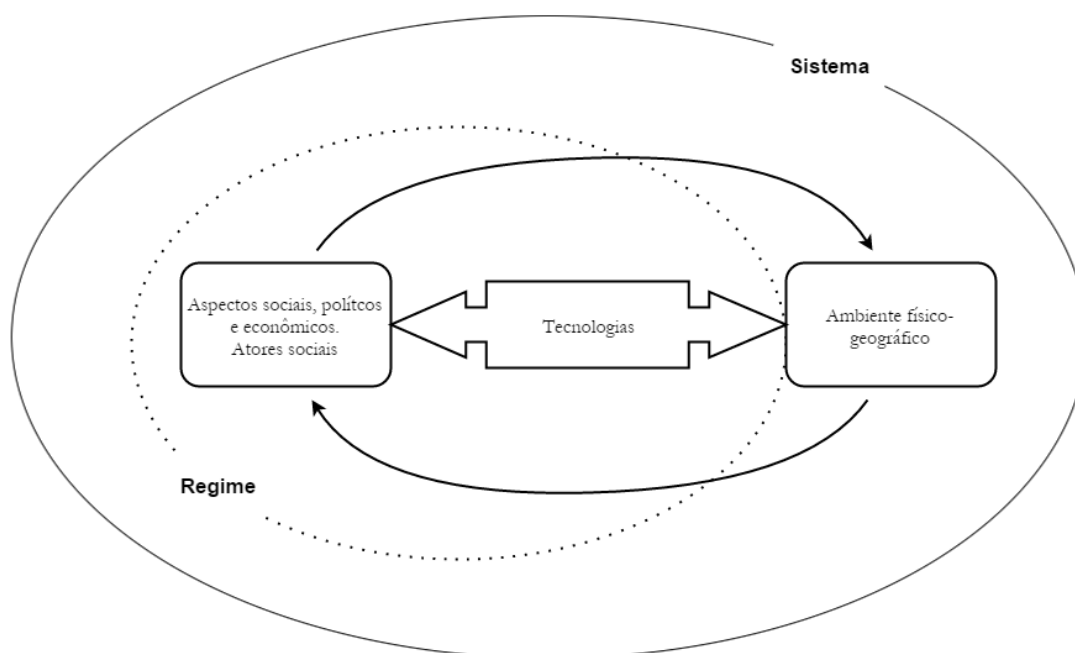 Sistema
Aspectos sociais, polítcos
e econômicos.
Atores sociais
Tecnologias
Ambiente físico-
geográfico
Regime